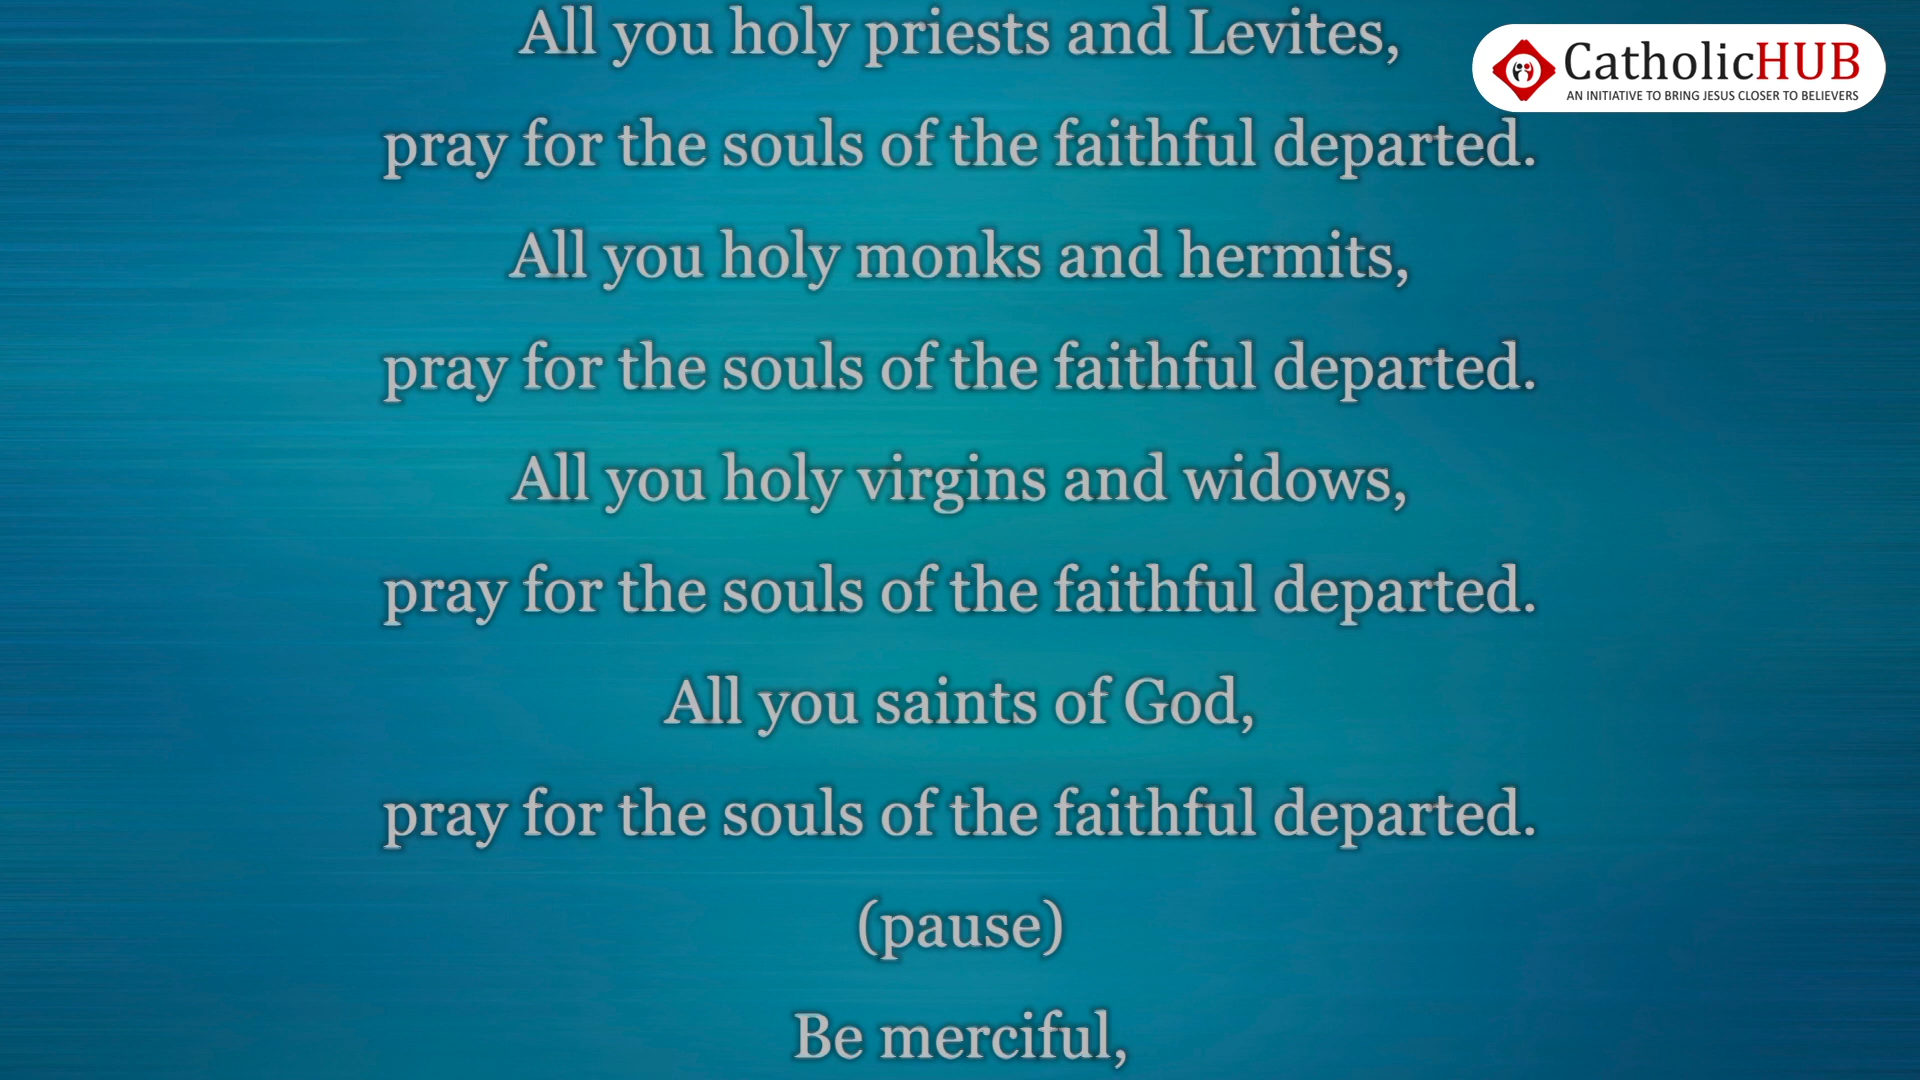 All you holy priests and Levites,
CatholicHUB
AN INITIATIVE TO BRING JESUS CLOSER TO BELIEVERS
pray for the souls of the faithful departed.
All you holy monks and hermits,
pray for the souls of the faithful departed.
All you holy virgins and widows,
pray for the souls of the faithful departed.
All you saints of God,
pray for the souls of the faithful departed.
(pause)
Be merciful,